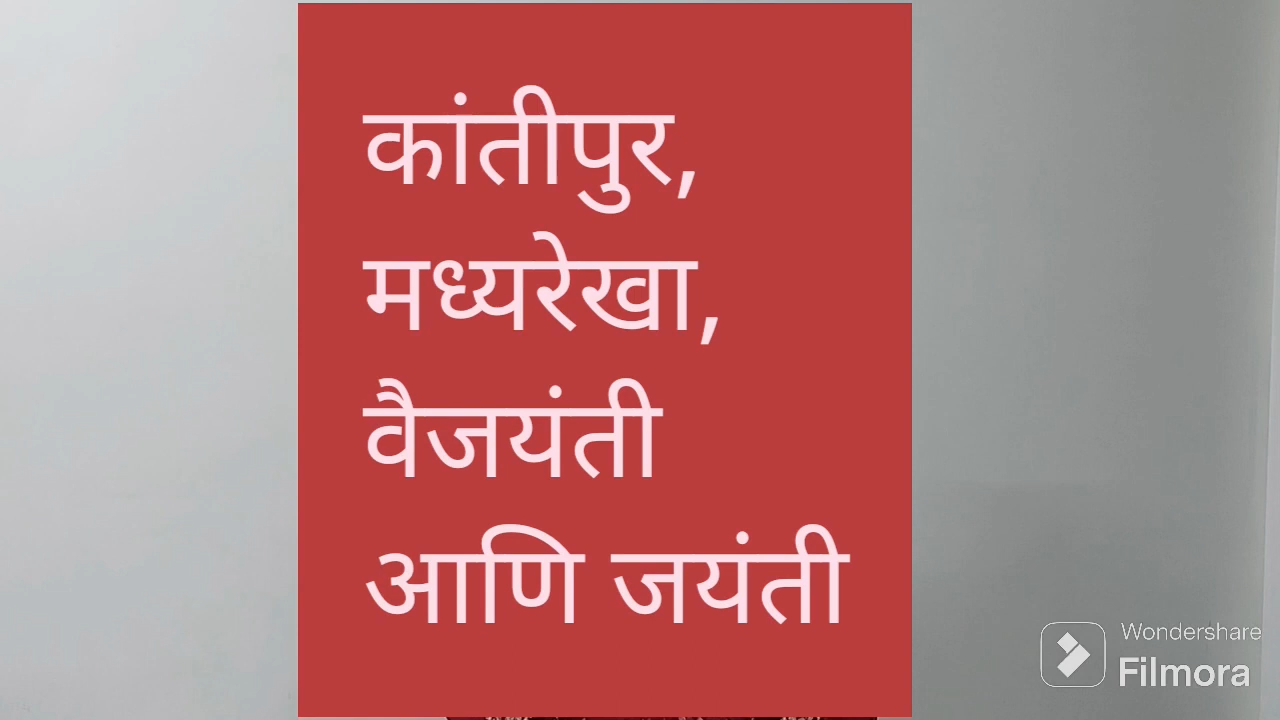 कांतीपुर,
मध्यरेखा,
वैजयंती
आणि जयंती
Wondershare
Filmora